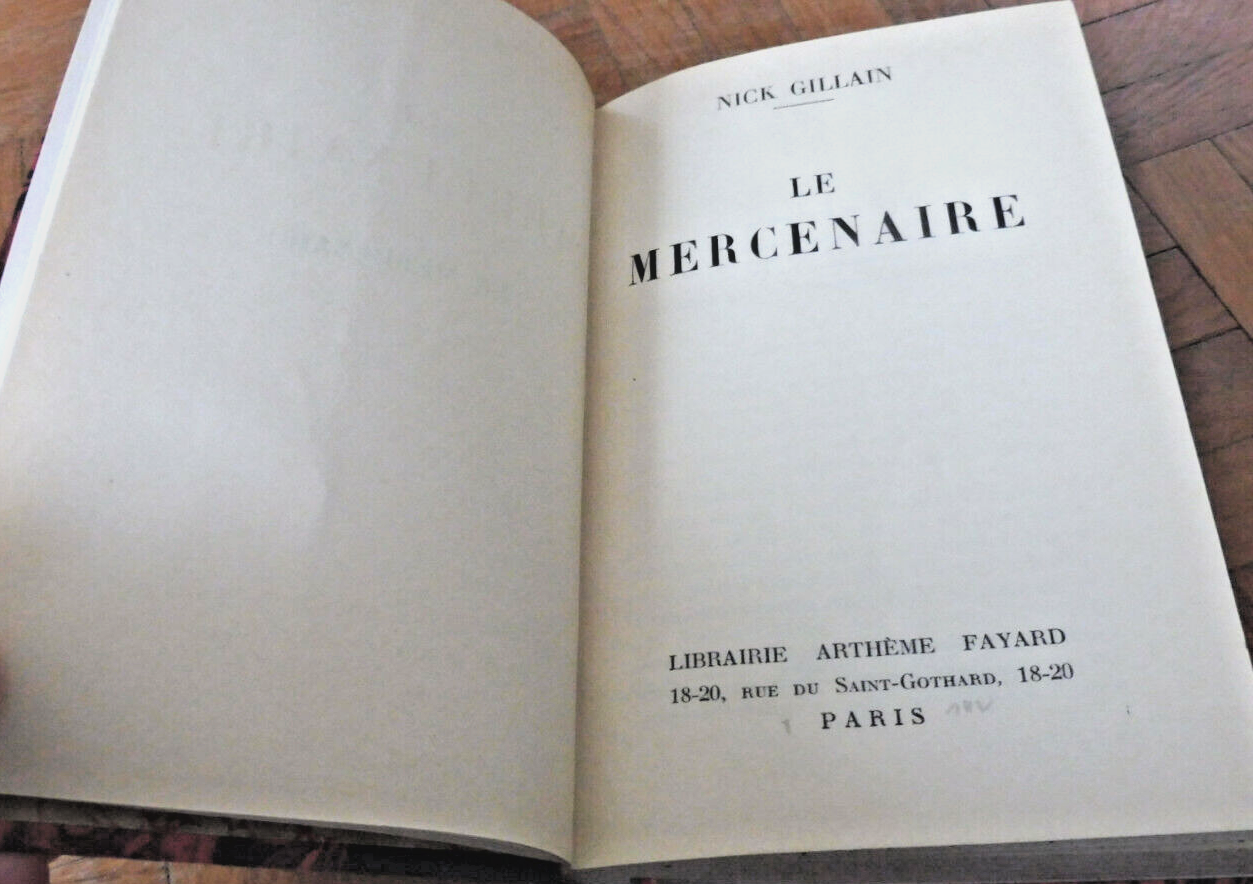 NICK GILLAIN
LE
MERCENAIRE
LIBRAIRIE ARTHÈME FAYARD
18-20, RUE DU SAINT-GOTHARD, 18-20
PARIS